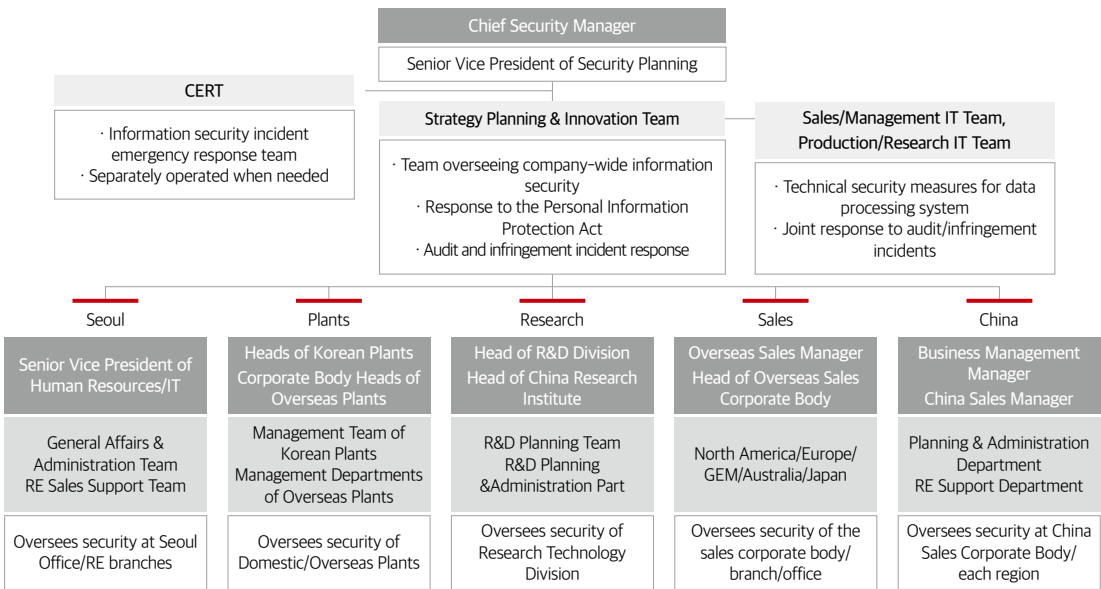 Chief Security Manager
Senior Vice President of Security Planning
CERT
· Information security incident
emergency response team
· Separately operated when needed
Strategy Planning & Innovation Team
· Team overseeing company-wide information
security
· Response to the Personal Information
Protection Act
· Audit and infringement incident response
Sales/Management IT Team,
Production/Research IT Team
· Technical security measures for data
processing system
· Joint response to audit/infringement
incidents
Seoul
Senior Vice President of
Human Resources/IT
General Affairs &
Administration Team
RE Sales Support Team
Oversees security at Seoul
Office/RE branches
Plants
Heads of Korean Plants
Corporate Body Heads of
Overseas Plants
Management Team of
Korean Plants
Management Departments
of Overseas Plants
Oversees security of
Domestic/Overseas Plants
Research
Head of R&D Division
Head of China Research
Institute
R&D Planning Team
R&D Planning
&Administration Part
Oversees security of
Research Technology
Division
Sales
Overseas Sales Manager
Head of Overseas Sales
Corporate Body
North America/Europe/
GEM/Australia/Japan
Oversees security of the
sales corporate body/
branch/office
China
Business Management
Manager
China Sales Manager
Planning & Administration
Department
RE Support Department
Oversees security at China
Sales Corporate Body/
each region